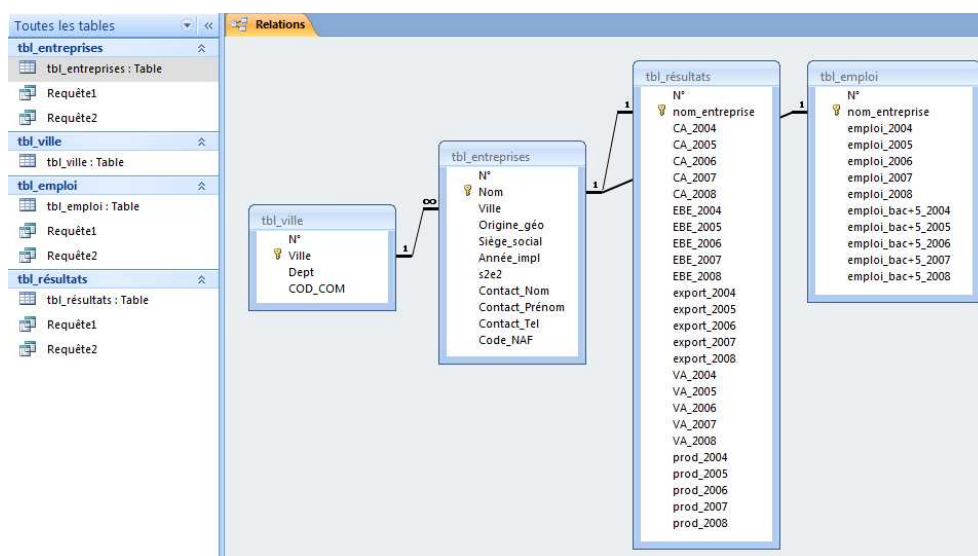 Toutes les tables
tbl_entreprises
tbl_entreprises : Table
Requête1
Requête2
tbl_ville
tbl_ville : Table
tbl_emploi
tbl_emploi : Table
Requête1
Requête2
tbl_résultats
tbl_résultats : Table
Requête1
Requête2
Relations
tbl_ville
N°
Ville
Dept
COD_COM
1
∞
tbl_entreprises
N°
Nom
Ville
Origine_géo
Siège_social
Année_impl
s2e2
Contact_Nom
Contact_Prénom
Contact_Tel
Code_NAF
1
1
tbl_résultats
N°
nom_entreprise
CA_2004
CA_2005
CA_2006
CA_2007
CA_2008
EBE_2004
EBE_2005
EBE_2006
EBE_2007
EBE_2008
export_2004
export_2005
export_2006
export_2007
export_2008
VA_2004
VA_2005
VA_2006
VA_2007
VA_2008
prod_2004
prod_2005
prod_2006
prod_2007
prod_2008
1
tbl_emploi
N°
nom_entreprise
emploi_2004
emploi_2005
emploi_2006
emploi_2007
emploi_2008
emploi_bac+5_2004
emploi_bac+5_2005
emploi_bac+5_2006
emploi_bac+5_2007
emploi_bac+5_2008